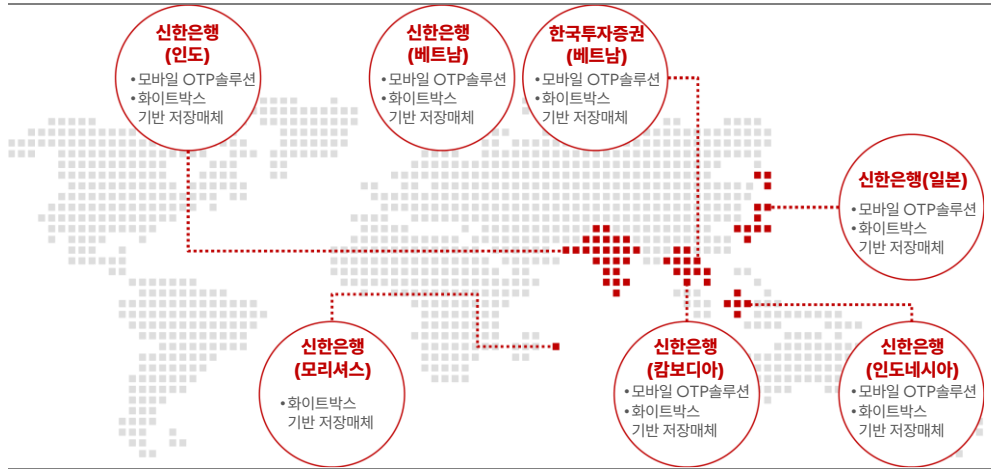 신한은행
(인도)
•모바일 OTP솔루션
•화이트박스
기반 저장매체
신한은행
(베트남)
•모바일 OTP솔루션
•화이트박스
기반 저장매체
한국투자증권
(베트남)
•모바일 OTP솔루션
•화이트박스
기반 저장매체
신한은행(일본)
•모바일 OTP솔루션
•화이트박스
기반 저장매체
신한은행
(모리셔스)
•화이트박스
기반 저장매체
신한은행
(캄보디아)
•모바일 OTP솔루션
•화이트박스
기반 저장매체
신한은행
(인도네시아)
•모바일 OTP솔루션
•화이트박스
기반 저장매체